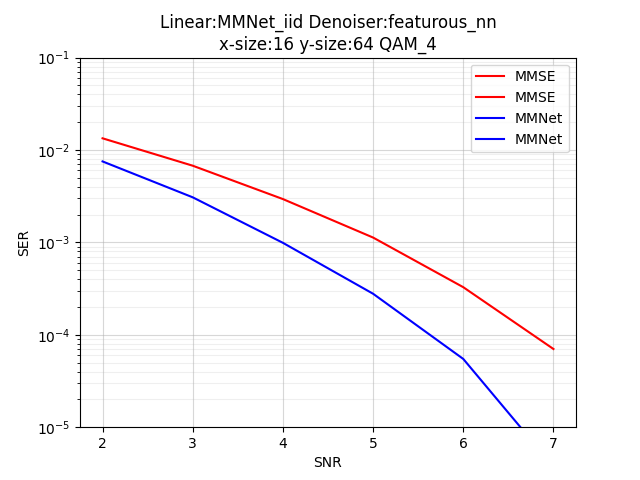 Linear:MMNet_iid Denoiser:featurous_nn
x-size:16 y-size:64 QAM_4
MMSE
MMSE
MMNet
MMNet
10⁻¹
10⁻²
10⁻³
10⁻⁴
10⁻⁵
SER
2 3 4 5 6 7
SNR